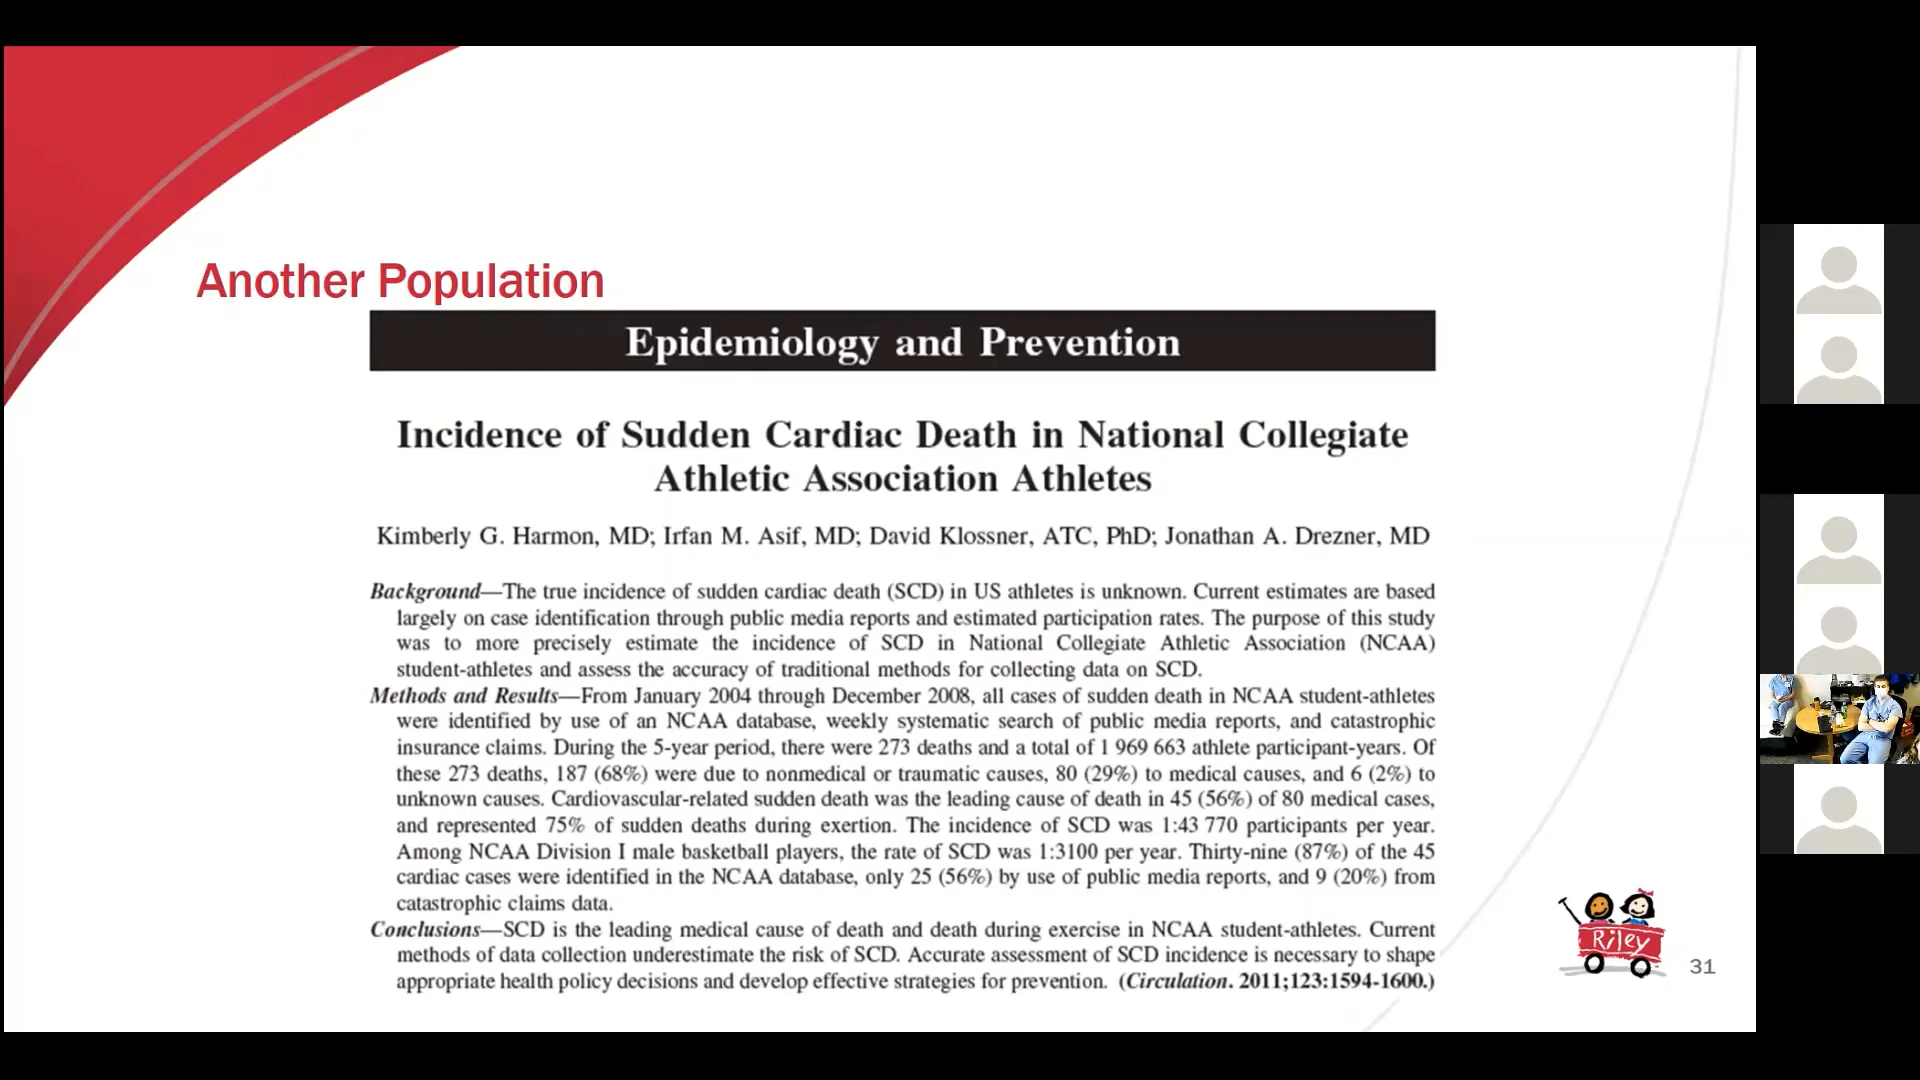 Another Population
Epidemiology and Prevention
Incidence of Sudden Cardiac Death in National Collegiate
Athletic Association Athletes
Kimberly G. Harmon, MD; Irfan M. Asif, MD; David Klossner, ATC, PhD; Jonathan A. Drezner, MD
Background—The true incidence of sudden cardiac death (SCD) in US athletes is unknown. Current estimates are based
largely on case identification through public media reports and estimated participation rates. The purpose of this study
was to more precisely estimate the incidence of SCD in National Collegiate Athletic Association (NCAA)
student-athletes and assess the accuracy of traditional methods for collecting data on SCD.
Methods and Results—From January 2004 through December 2008, all cases of sudden death in NCAA student-athletes
were identified by use of an NCAA database, weekly systematic search of public media reports, and catastrophic
insurance claims. During the 5-year period, there were 273 deaths and a total of 1 969 663 athlete participant-years. Of
these 273 deaths, 187 (68%) were due to nonmedical or traumatic causes, 80 (29%) to medical causes, and 6 (2%) to
unknown causes. Cardiovascular-related sudden death was the leading cause of death in 45 (56%) of 80 medical cases,
and represented 75% of sudden deaths during exertion. The incidence of SCD was 1:43 770 participants per year.
Among NCAA Division I male basketball players, the rate of SCD was 1:3100 per year. Thirty-nine (87%) of the 45
cardiac cases were identified in the NCAA database, only 25 (56%) by use of public media reports, and 9 (20%) from
catastrophic claims data.
Conclusions—SCD is the leading medical cause of death and death during exercise in NCAA student-athletes. Current
methods of data collection underestimate the risk of SCD. Accurate assessment of SCD incidence is necessary to shape
appropriate health policy decisions and develop effective strategies for prevention. (Circulation. 2011;123:1594-1600.)
Riley
31